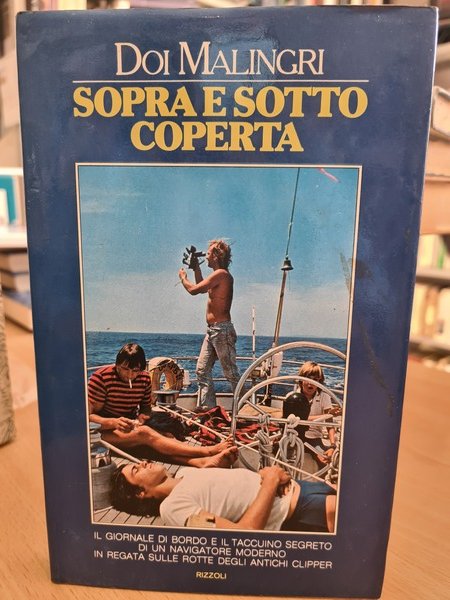 DOI MALINGRI
SOPRA E SOTTO
COPERTA
IL GIORNALE DI BORDO E IL TACCUINO SEGRETO
DI UN NAVIGATORE MODERNO
IN REGATA SULLE ROTTE DEGLI ANTICHI CLIPPER
RIZZOLI